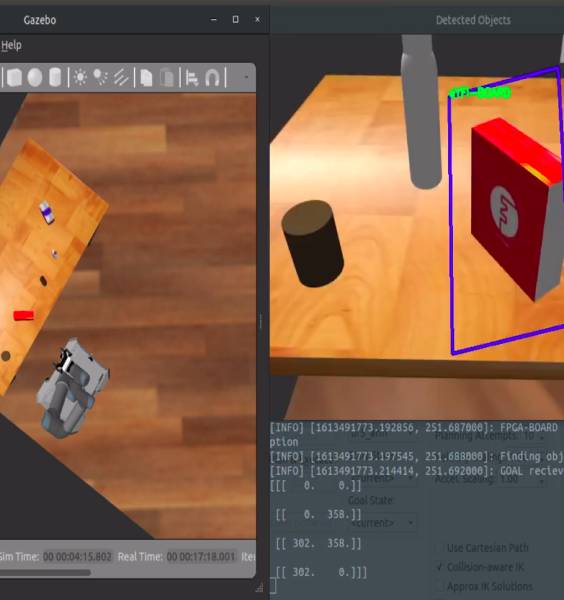 Gazebo
Detected Objects
Help
[INFO] [1613491773.192856, 251.687000]: FPGA-BOARD
ption
[INFO] [1613491773.197545, 251.688000]: Finding obj
[INFO] [1613491773.214414, 251.692000]: GOAL reciev
Planning Attempts: 10
Accel. Scaling: 1.00
[[[ 0. 0.]]
Goal State:
[[ 0. 358.]]
<current>
[[ 302. 358.]]
Use Cartesian Path
Collision-aware IK
[[ 302. 0.]]]
Approx IK Solutions
Sim Time: 00 00:04:15.802 Real Time: 00 00:17:18.001 Ite